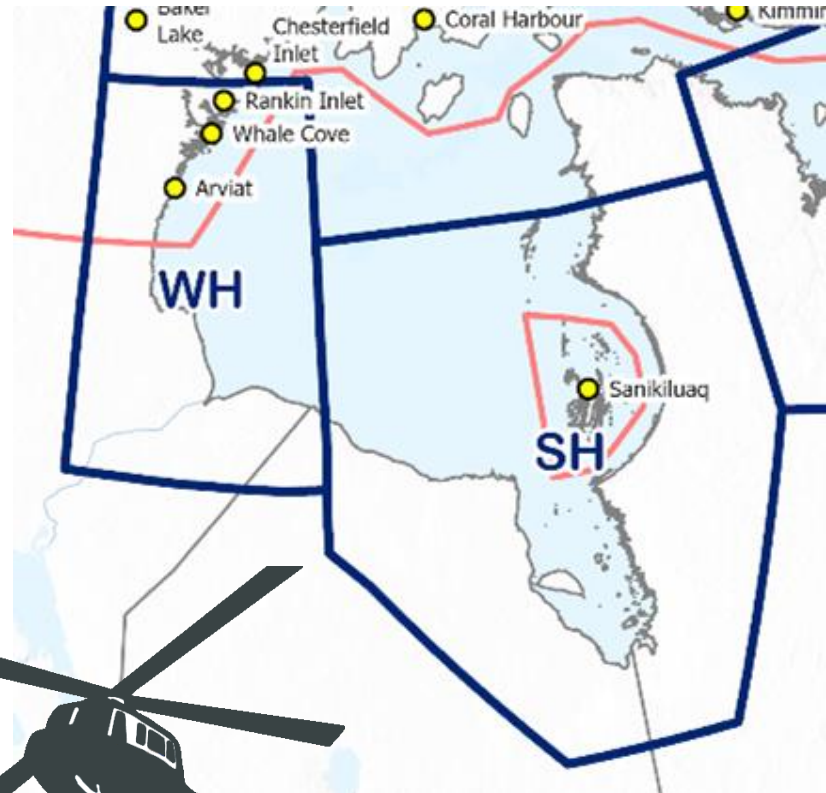 Baker
Lake
Chesterfield
Inlet
Coral Harbour
Rankin Inlet
Whale Cove
Arviat
WH
Sanikiluaq
SH